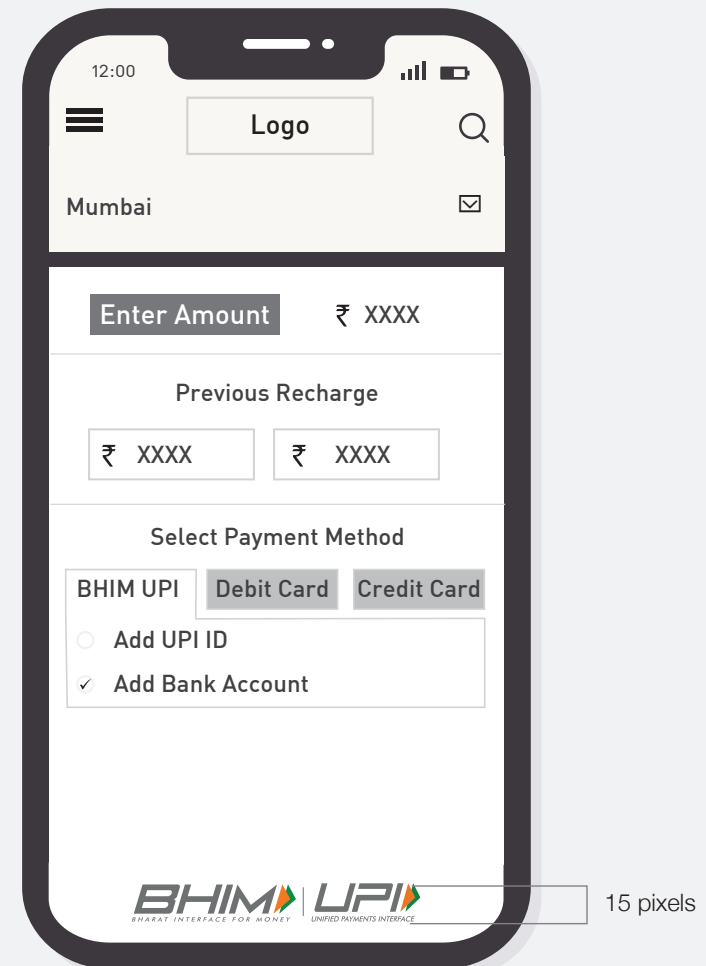 12:00
Logo
Mumbai
Enter Amount ₹ XXXX
Previous Recharge
₹ XXXX ₹ XXXX
Select Payment Method
BHIM UPI Debit Card Credit Card
Add UPI ID
Add Bank Account
BHIM UPI
BHARAT INTERFACE FOR MONEY UNIFIED PAYMENTS INTERFACE
15 pixels